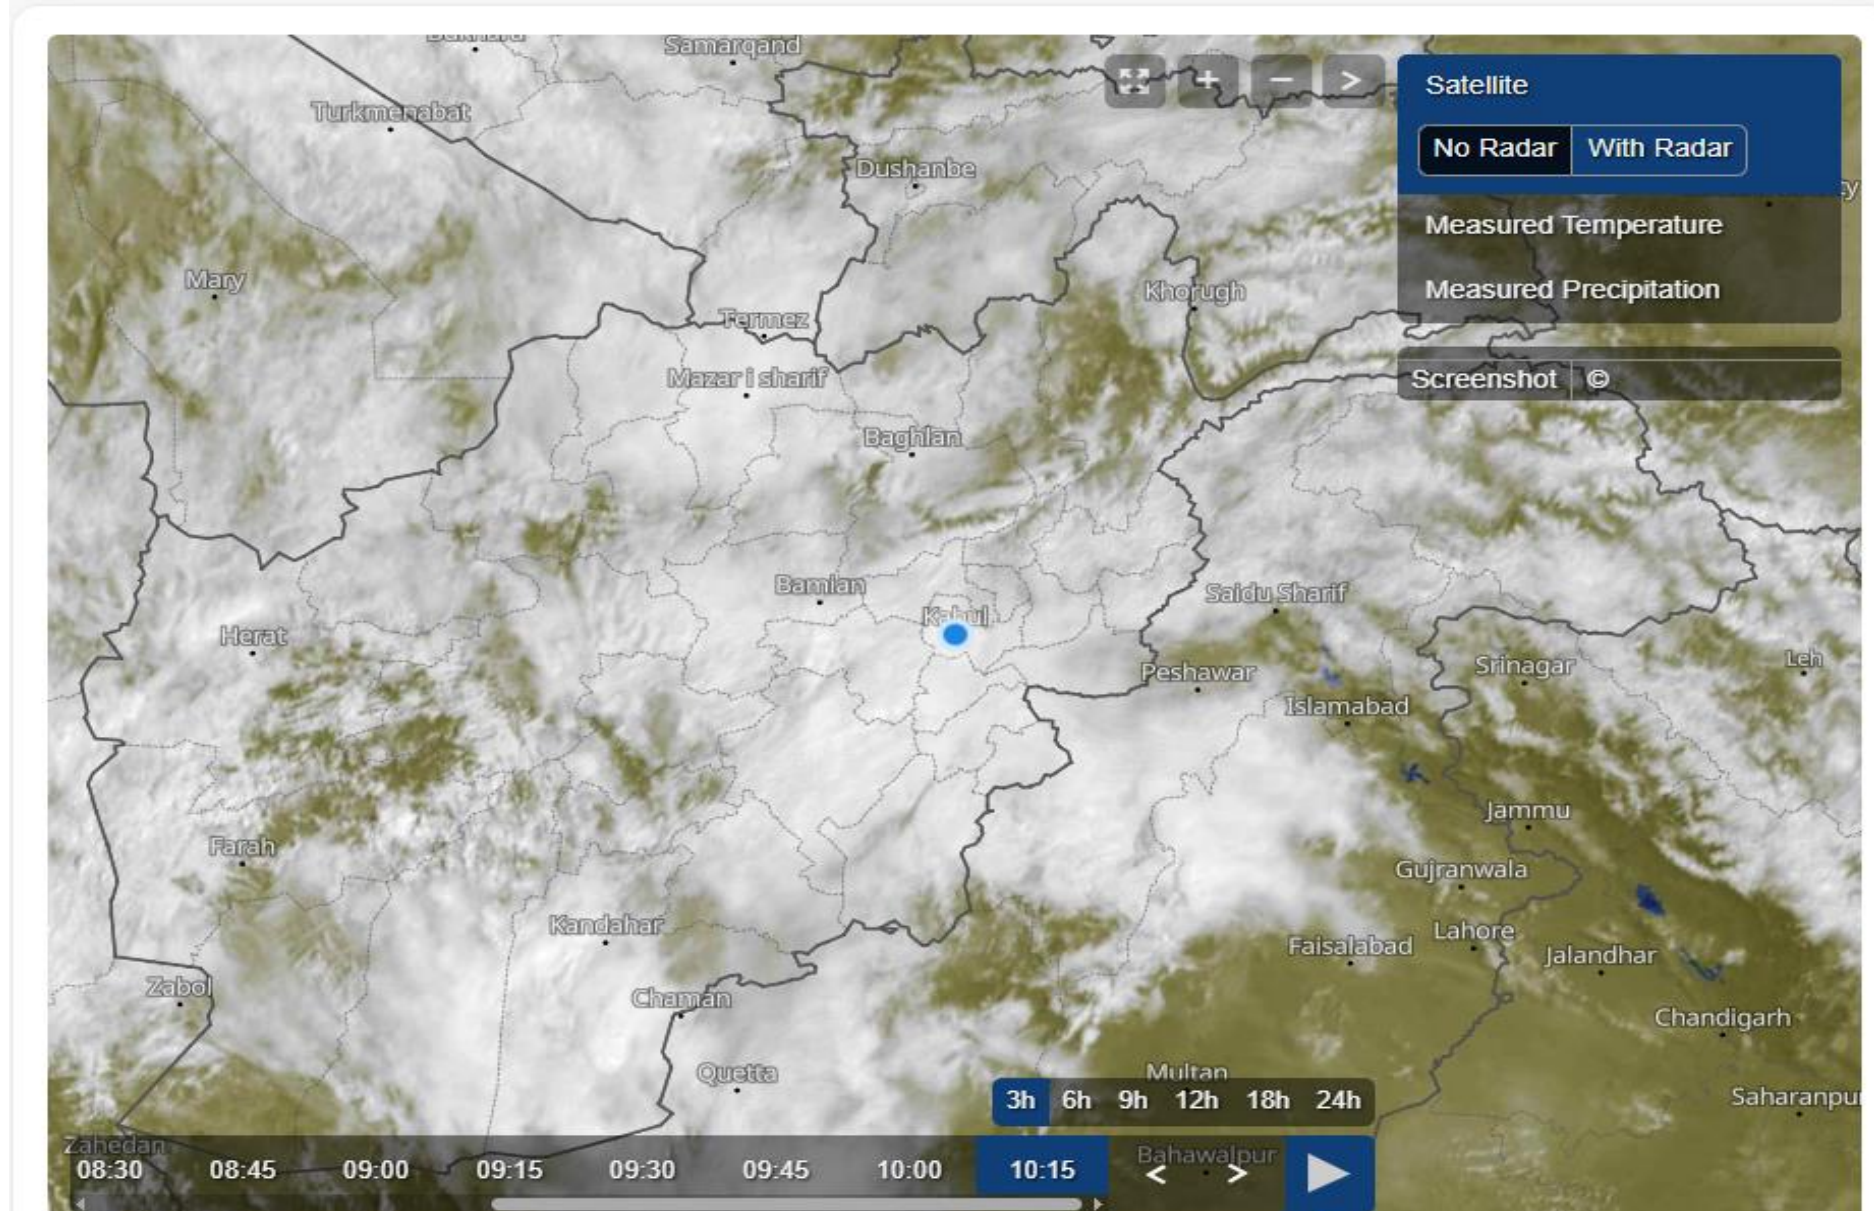 Samarqand
Satellite
Turkmenabat
No Radar With Radar
Dushanbe
Measured Temperature
Mary
Khorugh
Measured Precipitation
Termez
Mazar i sharif
Screenshot ©
Baghlan
Bamian
Saidu Sharif
Kabul
Herat
Srinagar
Leh
Peshawar
Islamabad
Jammu
Farah
Gujranwala
Kandahar
Lahore
Faisalabad
Jalandhar
Zabol
Chaman
Chandigarh
Quetta
Multan
3h 6h 9h 12h 18h 24h
Saharanpu
Zahedan
Bahawalpur
08:30 08:45 09:00 09:15 09:30 09:45 10:00 10:15